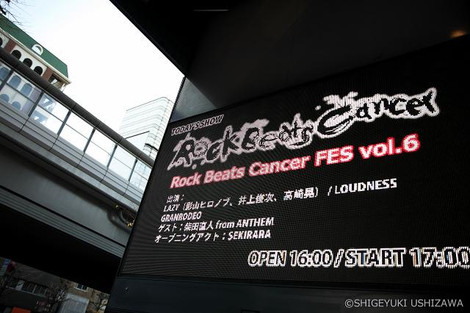 TODAY'S SHOW
Rock Beats Cancer
Rock Beats Cancer FES vol.6
出演：
LAZY（影山ヒロノブ、井上俊次、高崎晃） / LOUDNESS
GRANRODEO
ゲスト：柴田直人 from ANTHEM
オープニングアクト：SEKIRARA
OPEN 16:00 / START 17:00
©SHIGEYUKI USHIZAWA